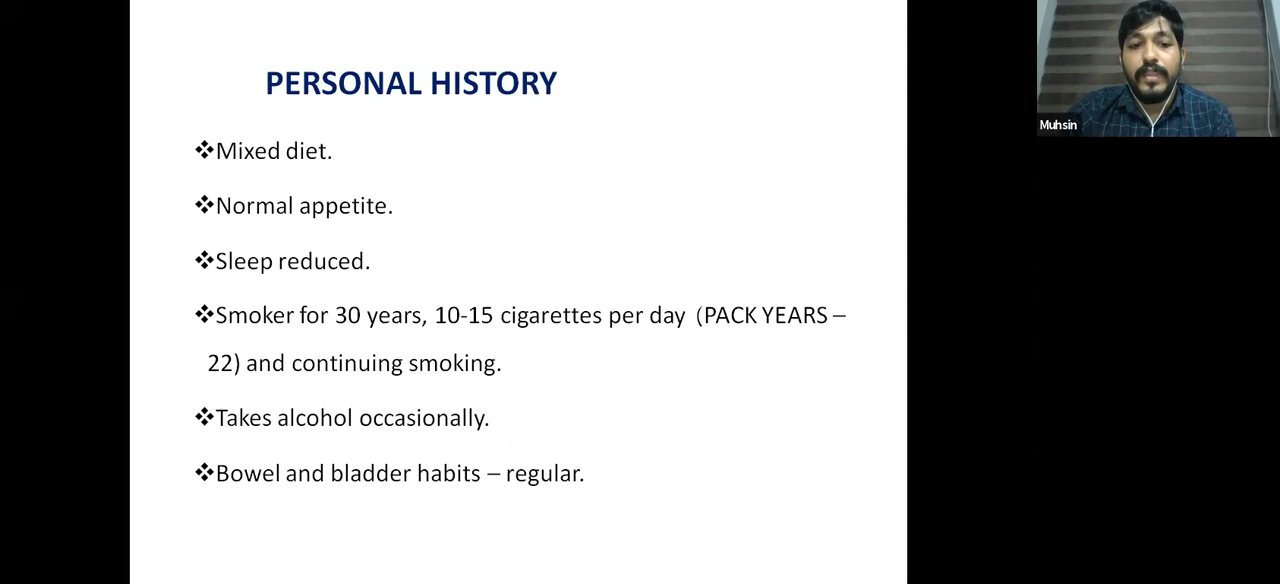 PERSONAL HISTORY
❖Mixed diet.
❖Normal appetite.
❖Sleep reduced.
❖Smoker for 30 years, 10-15 cigarettes per day (PACK YEARS –
22) and continuing smoking.
❖Takes alcohol occasionally.
❖Bowel and bladder habits – regular.
Muhsin